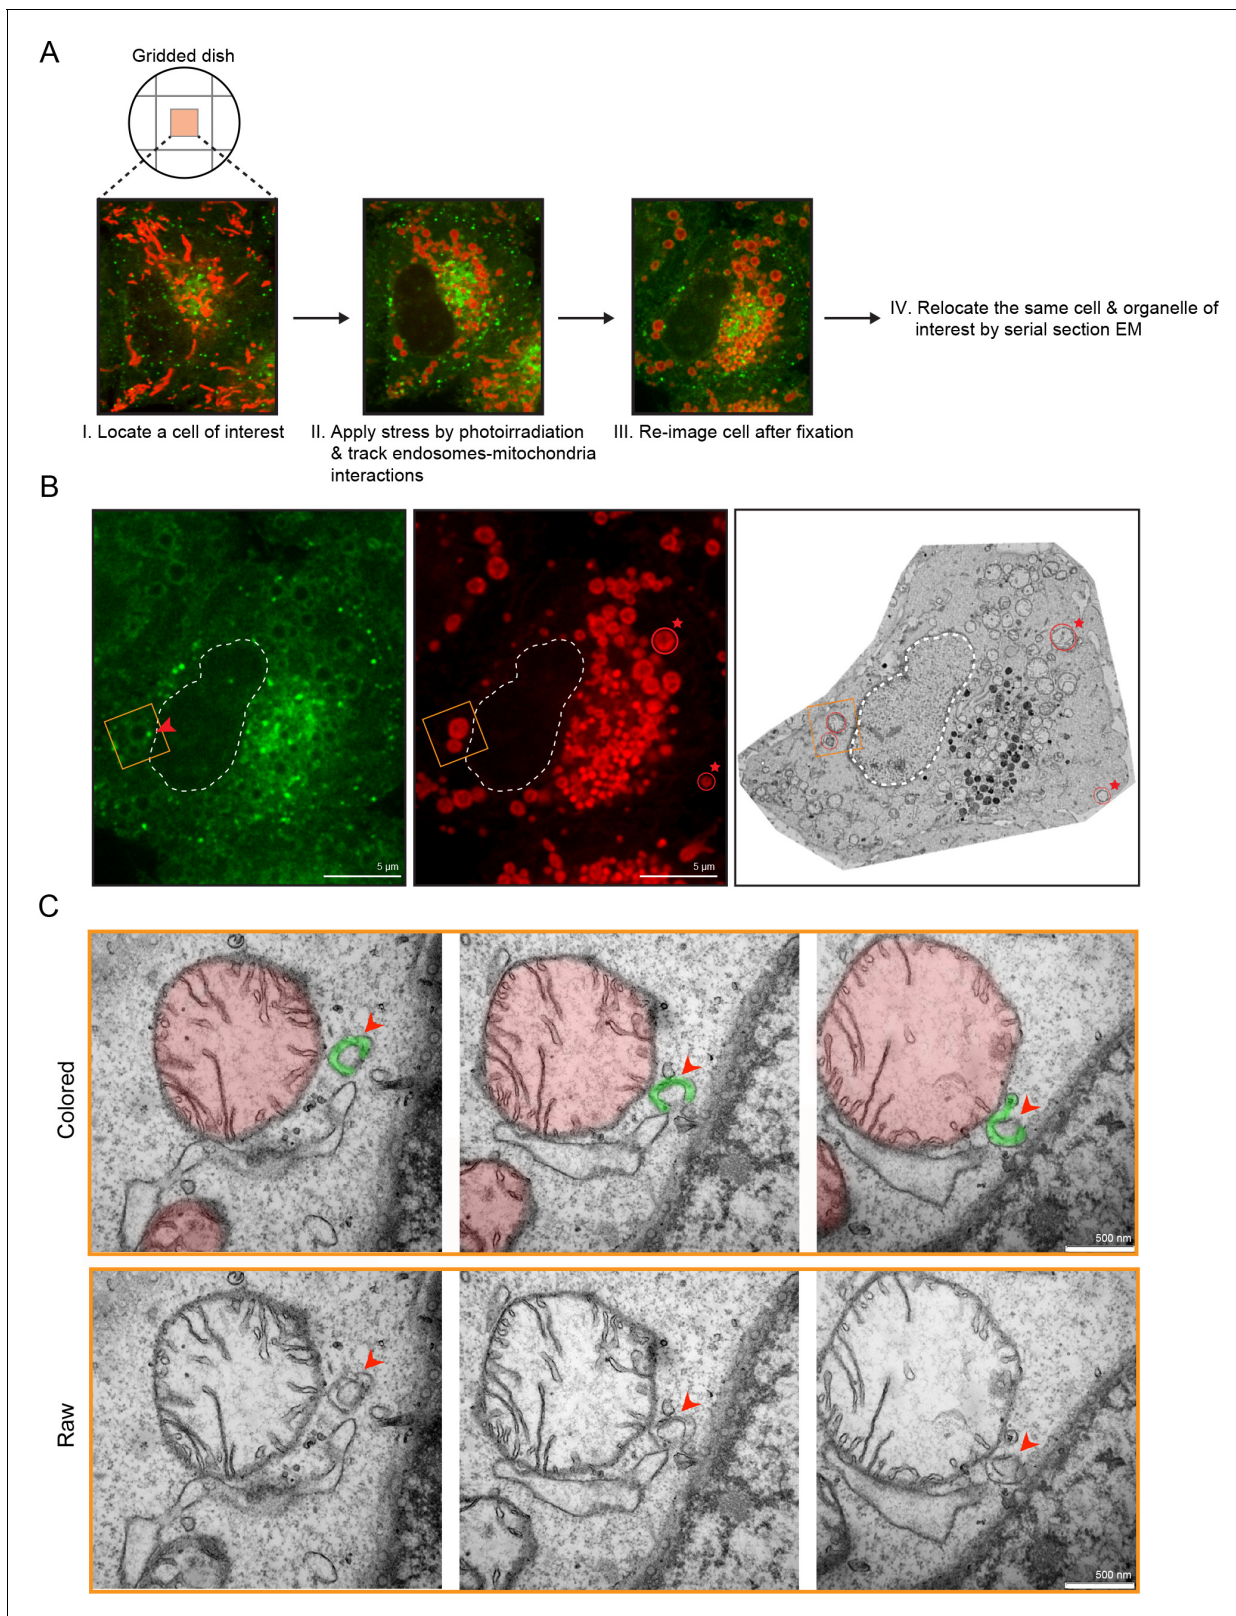 A
Gridded dish
I. Locate a cell of interest
II. Apply stress by photoirradiation
& track endosomes-mitochondria
interactions
III. Re-image cell after fixation
IV. Relocate the same cell & organelle of
interest by serial section EM
B
5 µm
5 µm
C
Colored
500 nm
Raw
500 nm